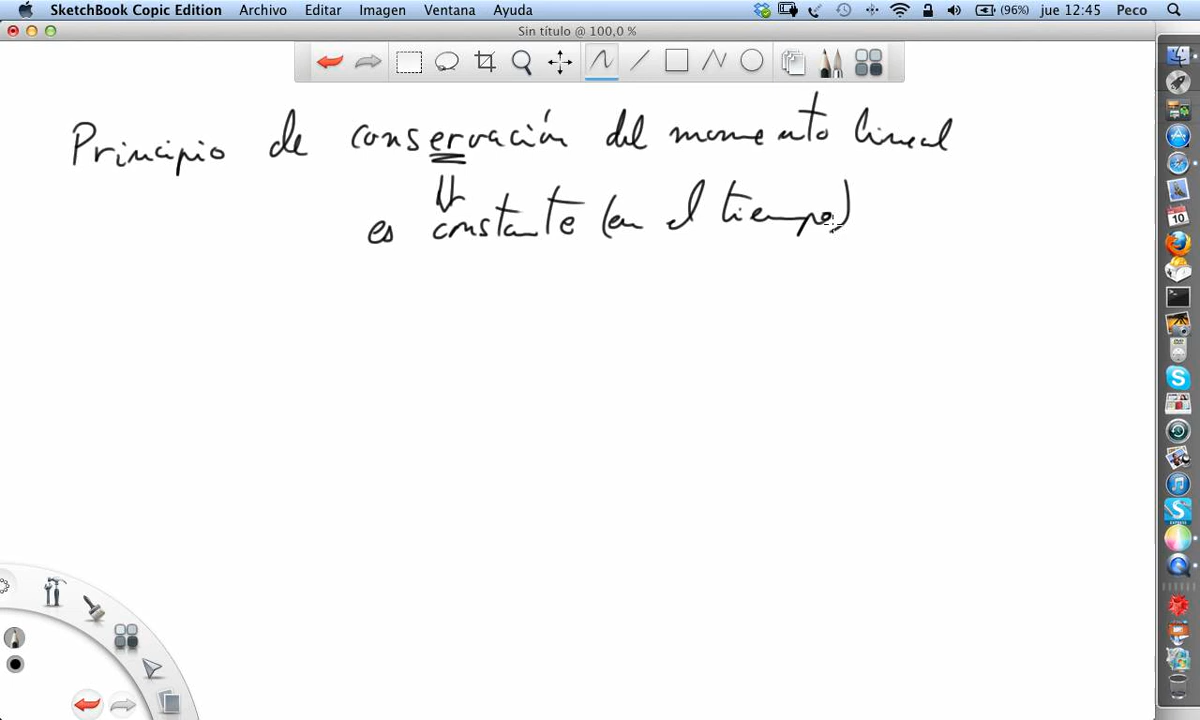 SketchBook Copic Edition Archivo Editar Imagen Ventana Ayuda (96%) jue 12:45 Peco
Sin título @ 100,0 %
Principio de conservación del momento lineal
es constante (en el tiempo)
10